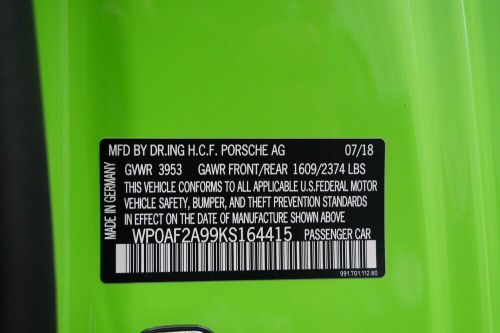 MFD BY DR.ING H.C.F. PORSCHE AG 07/18
GVWR 3953 GAWR FRONT/REAR 1609/2374 LBS
THIS VEHICLE CONFORMS TO ALL APPLICABLE U.S.FEDERAL MOTOR
VEHICLE SAFETY, BUMPER, AND THEFT PREVENTION STANDARDS
IN EFFECT ON THE DATE OF MANUFACTURE SHOWN ABOVE.
WP0AF2A99KS164415 PASSENGER CAR
991.701.112.80
MADE IN GERMANY